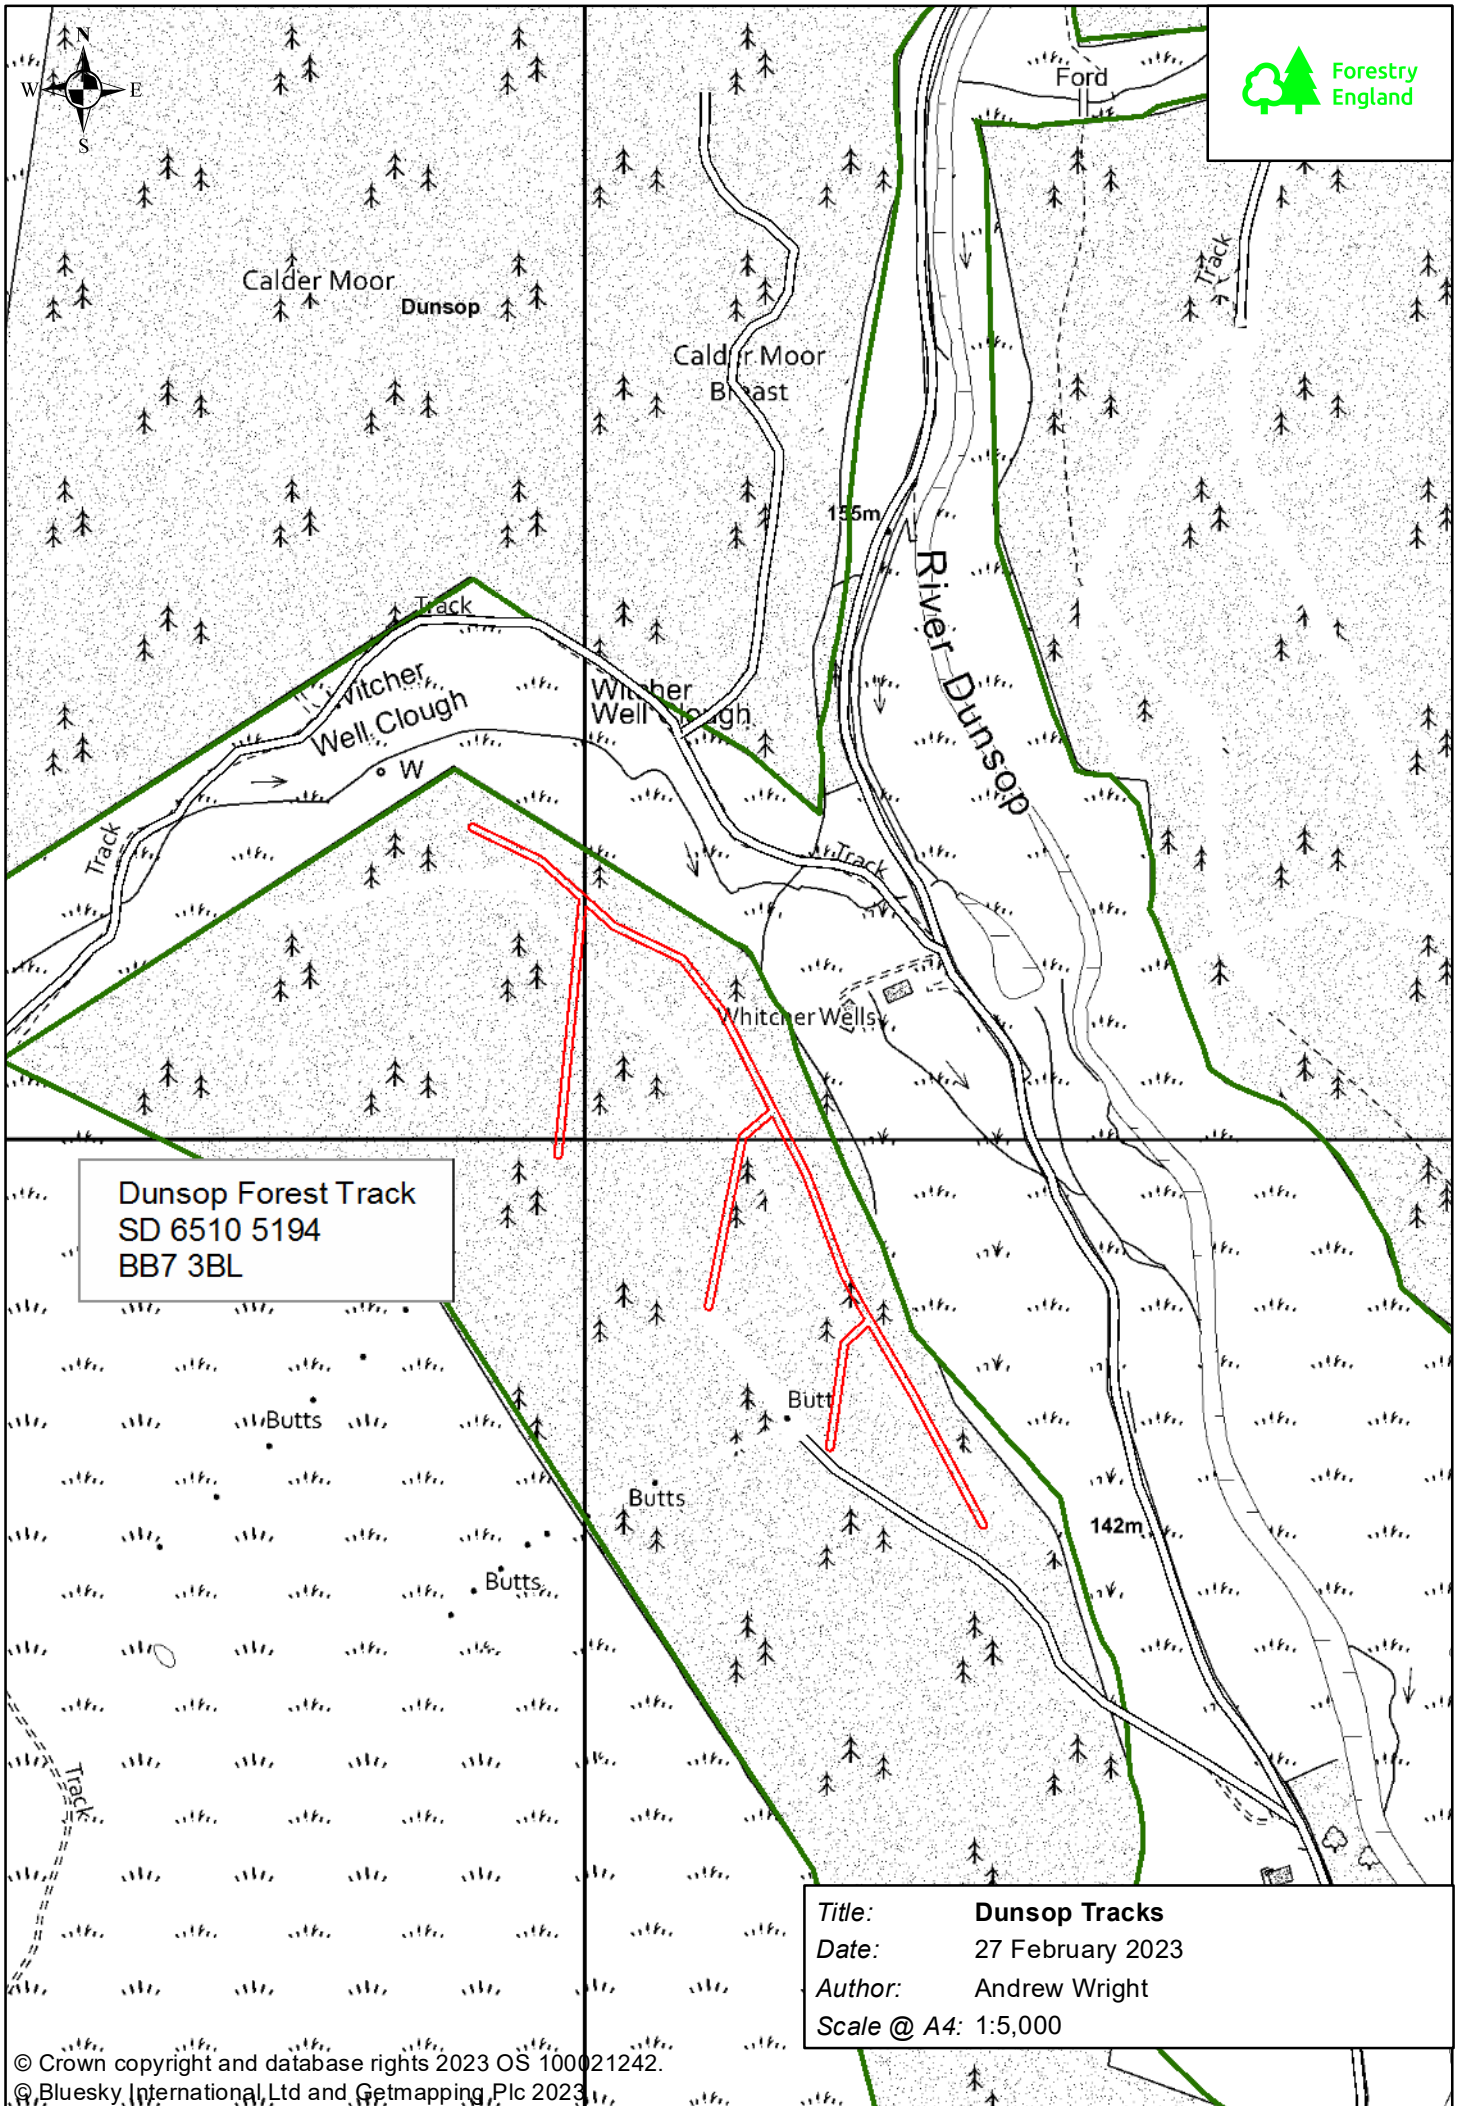 N
W E
S
Forestry
England
Ford
Track
Calder Moor
Dunsop
Calder Moor
Breast
155m
River Dunsop
Track
Witcher
Well Clough
Witcher
Well Clough
W
Track
Track
Whitcher Wells
Dunsop Forest Track
SD 6510 5194
BB7 3BL
Butts
Butt
Butts
142m
Butts
Track
Title: Dunsop Tracks
Date: 27 February 2023
Author: Andrew Wright
Scale @ A4: 1:5,000
© Crown copyright and database rights 2023 OS 100021242.
© Bluesky International Ltd and Getmapping Plc 2023